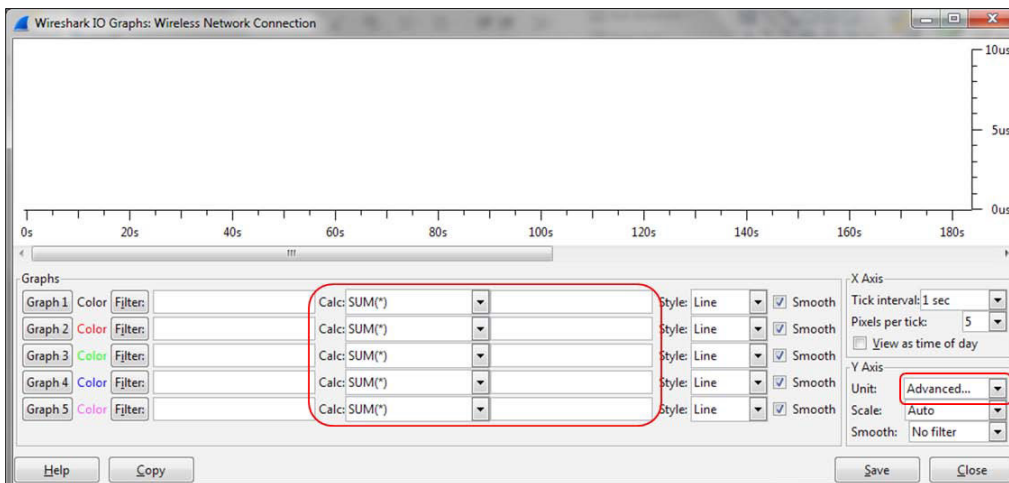 Wireshark IO Graphs: Wireless Network Connection
10us
5us
0us
0s 20s 40s 60s 80s 100s 120s 140s 160s 180s
Graphs
Graph 1 Color Filter: Calc: SUM(*) Style: Line Smooth
Graph 2 Color Filter: Calc: SUM(*) Style: Line Smooth
Graph 3 Color Filter: Calc: SUM(*) Style: Line Smooth
Graph 4 Color Filter: Calc: SUM(*) Style: Line Smooth
Graph 5 Color Filter: Calc: SUM(*) Style: Line Smooth
X Axis
Tick interval: 1 sec
Pixels per tick: 5
View as time of day
Y Axis
Unit: Advanced...
Scale: Auto
Smooth: No filter
Help Copy Save Close